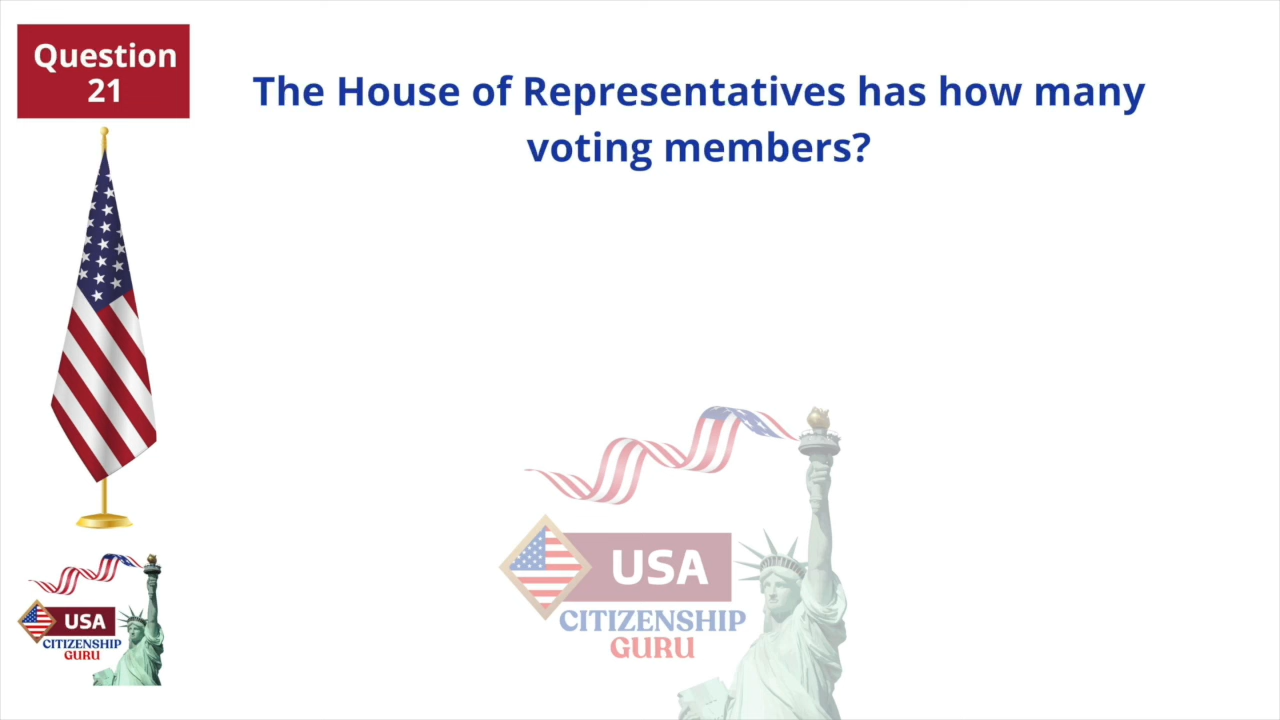 Question
21
The House of Representatives has how many
voting members?
USA
CITIZENSHIP
GURU
USA
CITIZENSHIP
GURU